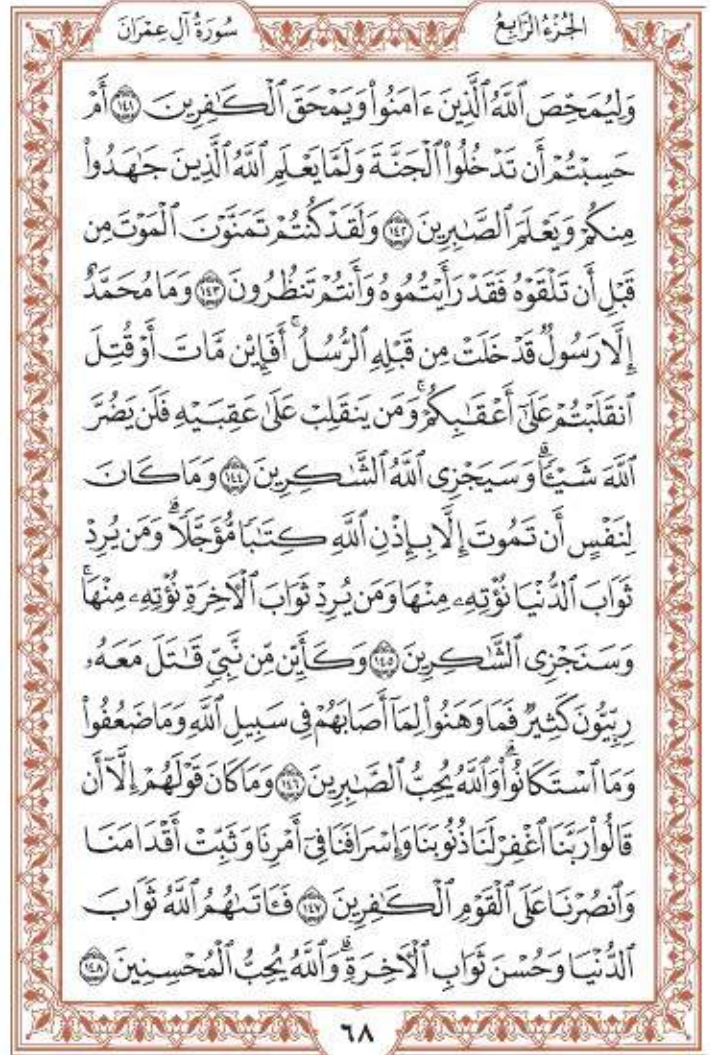 سُورَةُ آلِ عِمْرَانَ الجُزْءُ الرَّابِعُ
وَلِيُمَحِّصَ ٱللَّهُ ٱلَّذِينَ ءَامَنُوا۟ وَيَمْحَقَ ٱلْكَـٰفِرِينَ ١٤١ أَمْ
حَسِبْتُمْ أَن تَدْخُلُوا۟ ٱلْجَنَّةَ وَلَمَّا يَعْلَمِ ٱللَّهُ ٱلَّذِينَ جَـٰهَدُوا۟
مِنكُمْ وَيَعْلَمَ ٱلصَّـٰبِرِينَ ١٤٢ وَلَقَدْ كُنتُمْ تَمَنَّوْنَ ٱلْمَوْتَ مِن
قَبْلِ أَن تَلْقَوْهُ فَقَدْ رَأَيْتُمُوهُ وَأَنتُمْ تَنظُرُونَ ١٤٣ وَمَا مُحَمَّدٌ
إِلَّا رَسُولٌ قَدْ خَلَتْ مِن قَبْلِهِ ٱلرُّسُلُ ۚ أَفَإِي۟ن مَّاتَ أَوْ قُتِلَ
ٱنقَلَبْتُمْ عَلَىٰٓ أَعْقَـٰبِكُمْ ۚ وَمَن يَنقَلِبْ عَلَىٰ عَقِبَيْهِ فَلَن يَضُرَّ
ٱللَّهَ شَيْـًٔا ۗ وَسَيَجْزِى ٱللَّهُ ٱلشَّـٰكِرِينَ ١٤٤ وَمَا كَانَ
لِنَفْسٍ أَن تَمُوتَ إِلَّا بِإِذْنِ ٱللَّهِ كِتَـٰبًا مُّؤَجَّلًا ۗ وَمَن يُرِدْ
ثَوَابَ ٱلدُّنْيَا نُؤْتِهِۦ مِنْهَا وَمَن يُرِدْ ثَوَابَ ٱلْـَٔاخِرَةِ نُؤْتِهِۦ مِنْهَا ۚ
وَسَنَجْزِى ٱلشَّـٰكِرِينَ ١٤٥ وَكَأَيِّن مِّن نَّبِىٍّ قَـٰتَلَ مَعَهُۥ
رِبِّيُّونَ كَثِيرٌ فَمَا وَهَنُوا۟ لِمَآ أَصَابَهُمْ فِى سَبِيلِ ٱللَّهِ وَمَا ضَعُفُوا۟
وَمَا ٱسْتَكَانُوا۟ ۗ وَٱللَّهُ يُحِبُّ ٱلصَّـٰبِرِينَ ١٤٦ وَمَا كَانَ قَوْلَهُمْ إِلَّآ أَن
قَالُوا۟ رَبَّنَا ٱغْفِرْ لَنَا ذُنُوبَنَا وَإِسْرَافَنَا فِىٓ أَمْرِنَا وَثَبِّتْ أَقْدَامَنَا
وَٱنصُرْنَا عَلَى ٱلْقَوْمِ ٱلْكَـٰفِرِينَ ١٤٧ فَـَٔاتَىٰهُمُ ٱللَّهُ ثَوَابَ
ٱلدُّنْيَا وَحُسْنَ ثَوَابِ ٱلْـَٔاخِرَةِ ۗ وَٱللَّهُ يُحِبُّ ٱلْمُحْسِنِينَ ١٤٨
٦٨